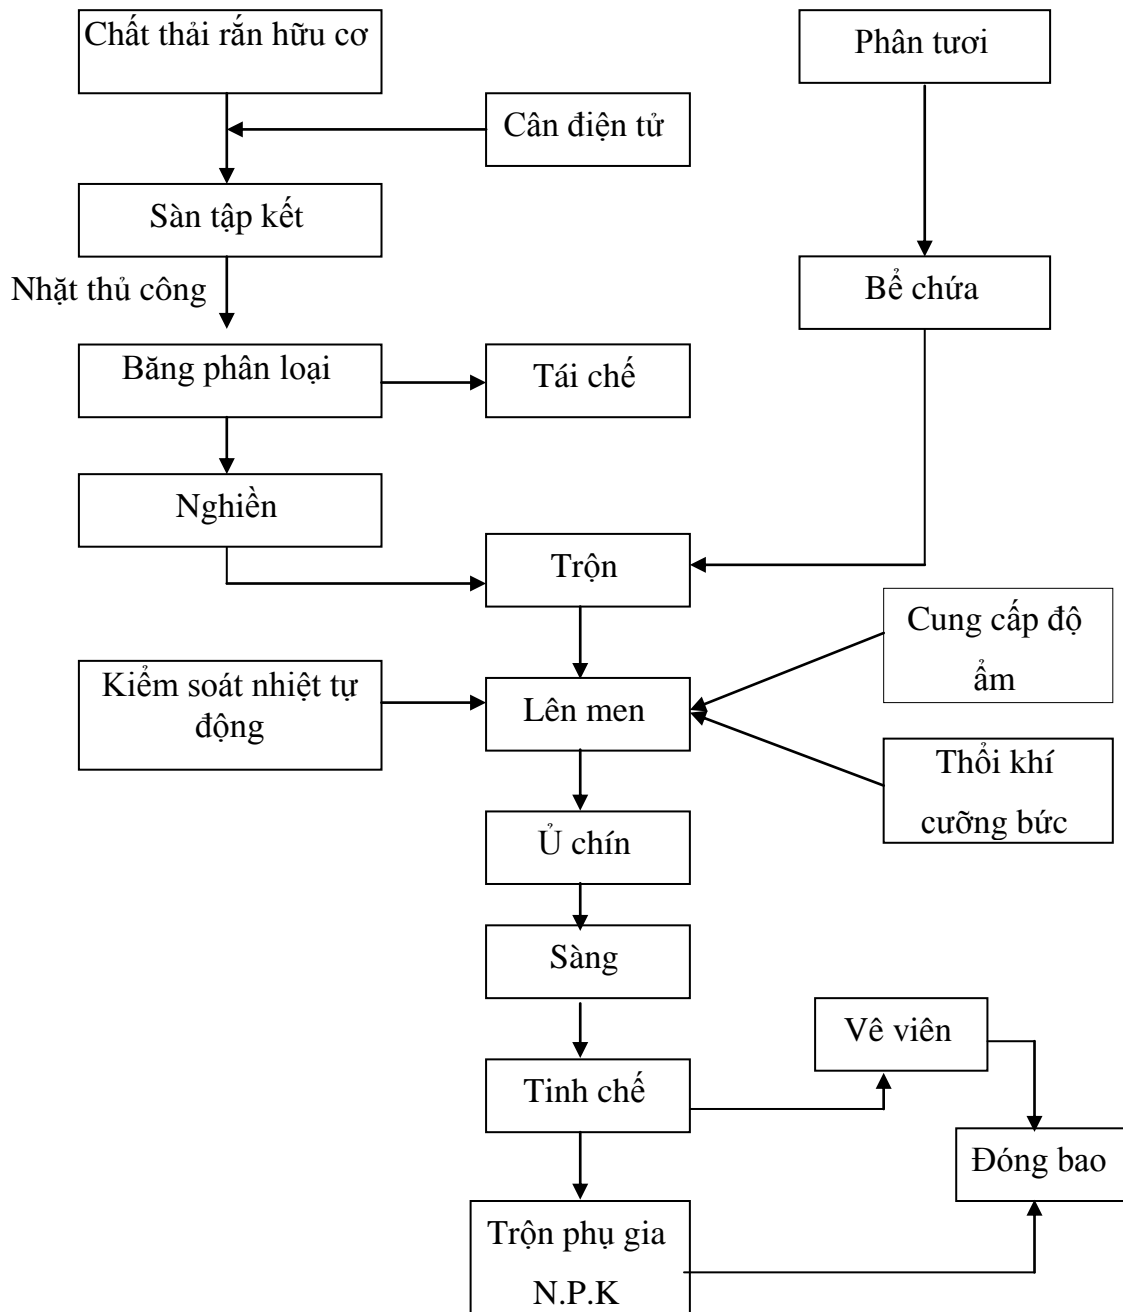 Chất thải rắn hữu cơ
Phân tươi
Cân điện tử
Sàn tập kết
Nhặt thủ công
Bể chứa
Băng phân loại
Tái chế
Nghiền
Trộn
Cung cấp độ
ẩm
Kiểm soát nhiệt tự
động
Lên men
Thổi khí
cưỡng bức
Ủ chín
Sàng
Vê viên
Tinh chế
Đóng bao
Trộn phụ gia
N.P.K